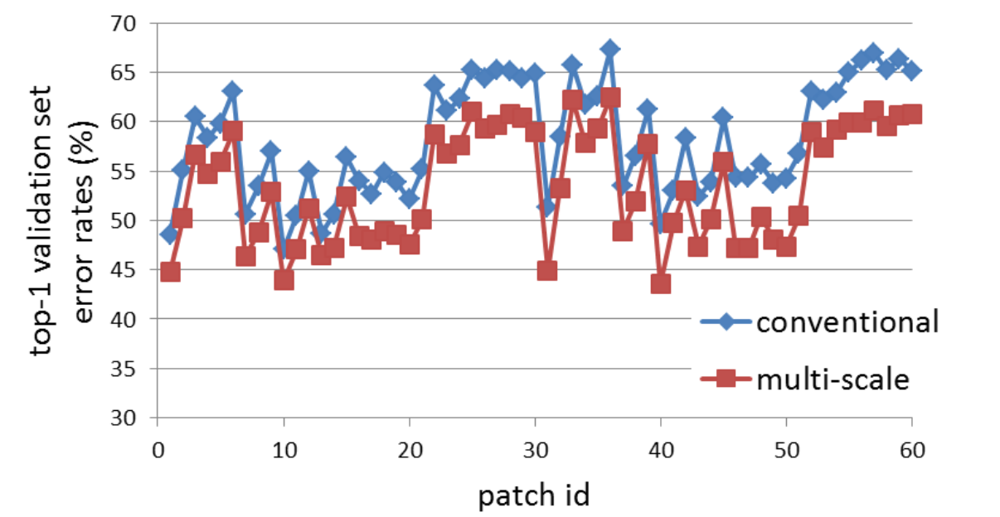 top-1 validation set
error rates (%)
70
65
60
55
50
45
40
35
30
0 10 20 30 40 50 60
patch id
conventional
multi-scale